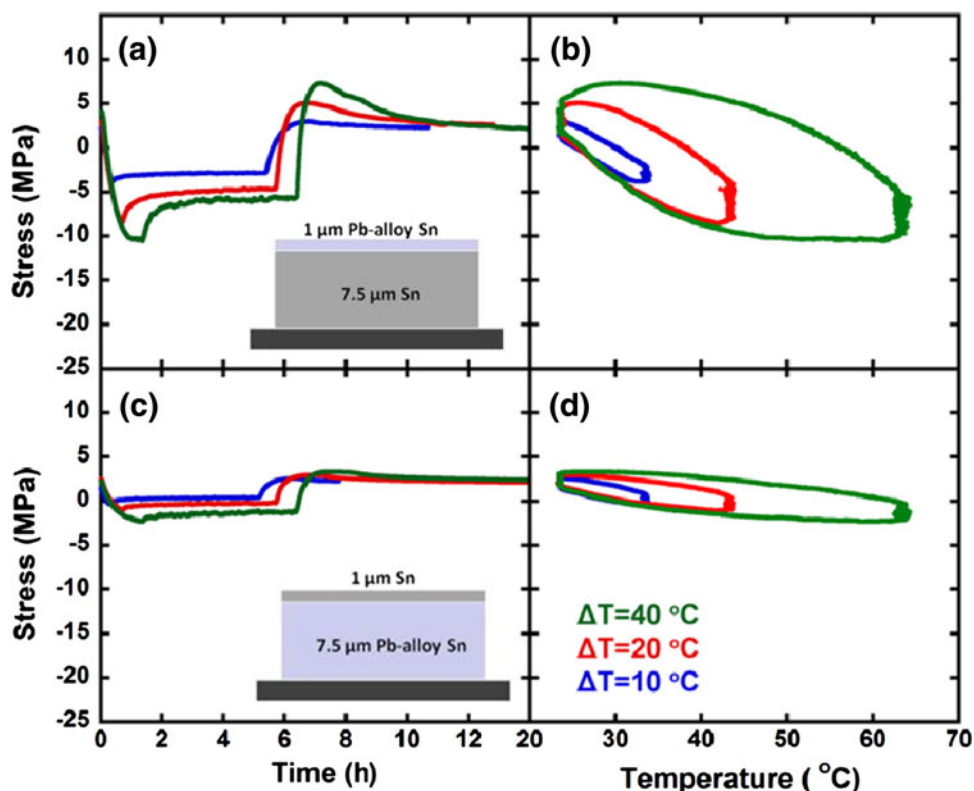 (a)
(b)
10
5
0
-5
-10
-15
-20
-25
Stress (MPa)
1 μm Pb-alloy Sn
7.5 μm Sn
(c)
(d)
10
5
0
-5
-10
-15
-20
-25
Stress (MPa)
1 μm Sn
7.5 μm Pb-alloy Sn
ΔT=40 °C
ΔT=20 °C
ΔT=10 °C
0 2 4 6 8 10 12 20 30 40 50 60 70
Time (h)
Temperature ( °C)